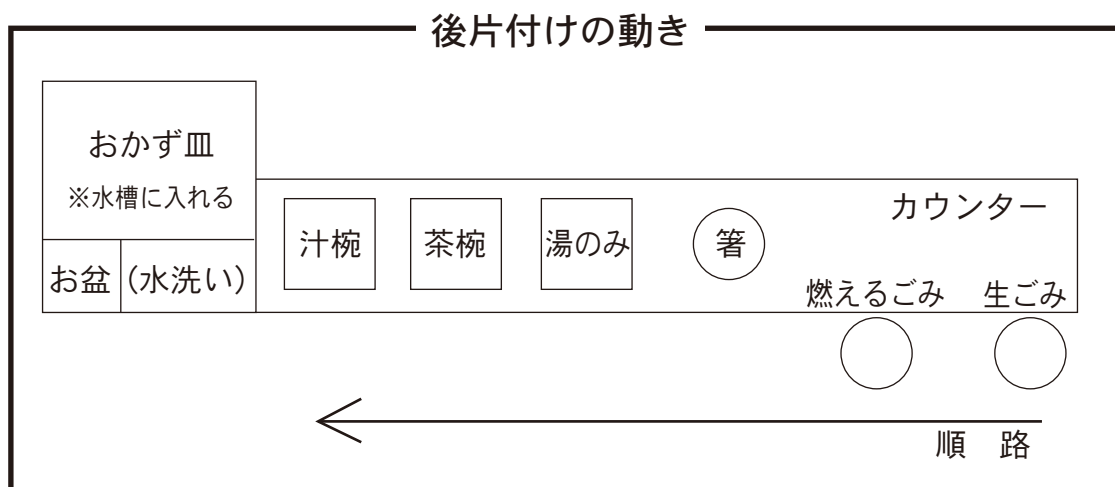 後片付けの動き
おかず皿
※水槽に入れる
お盆
(水洗い)
汁椀
茶椀
湯のみ
箸
カウンター
燃えるごみ
生ごみ
順 路